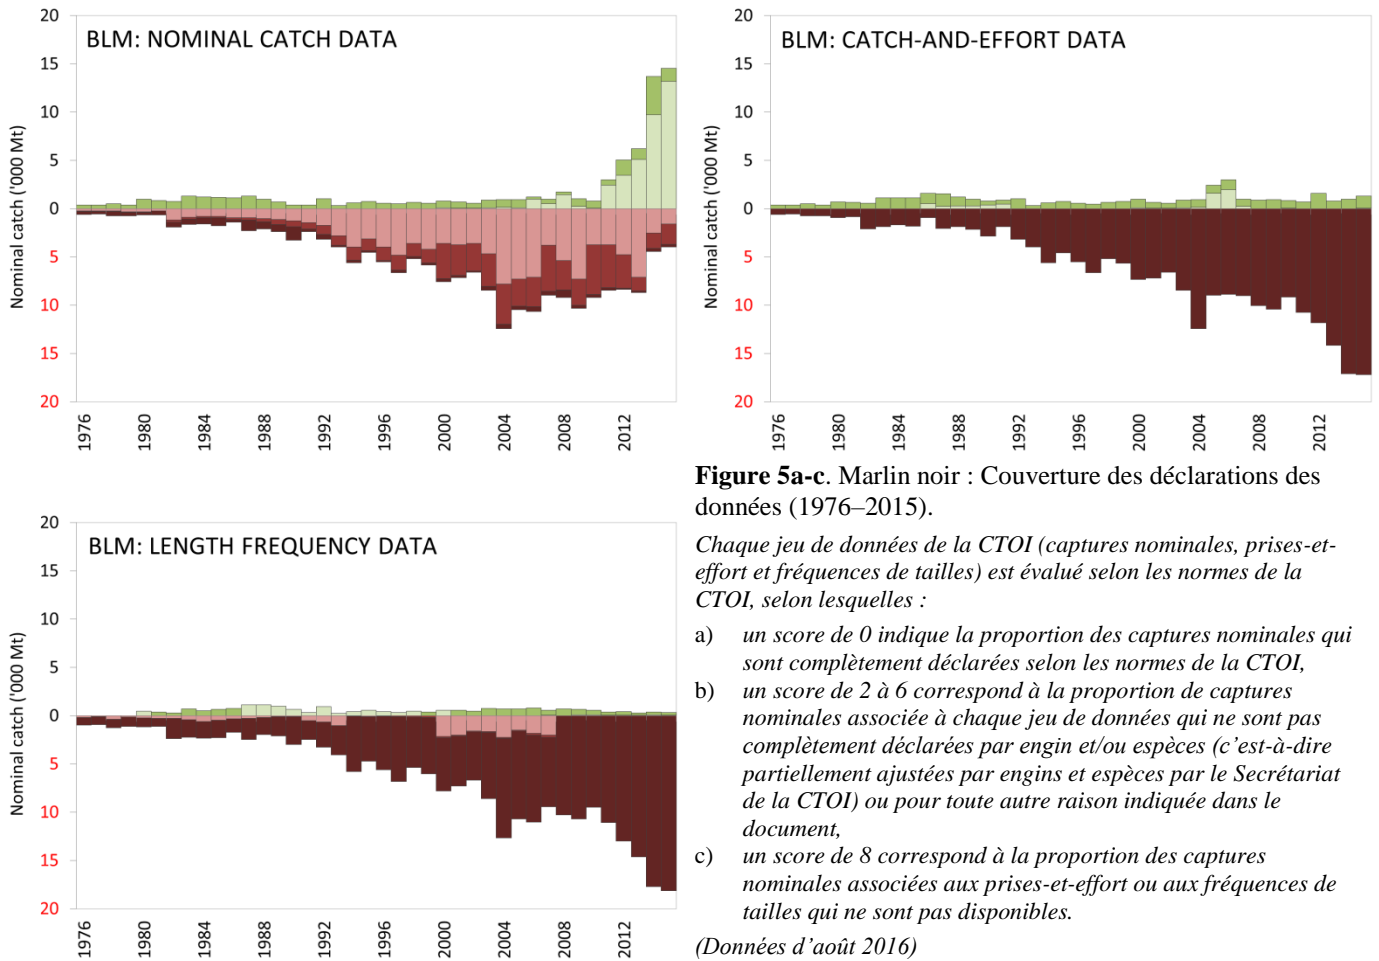 BLM: NOMINAL CATCH DATA
Nominal catch ('000 Mt)
20
15
10
5
0
5
10
15
20
1976
1980
1984
1988
1992
1996
2000
2004
2008
2012
BLM: CATCH-AND-EFFORT DATA
Nominal catch ('000 Mt)
20
15
10
5
0
5
10
15
20
1976
1980
1984
1988
1992
1996
2000
2004
2008
2012
BLM: LENGTH FREQUENCY DATA
Nominal catch ('000 Mt)
20
15
10
5
0
5
10
15
20
1976
1980
1984
1988
1992
1996
2000
2004
2008
2012
Figure 5a-c. Marlin noir : Couverture des déclarations des
données (1976–2015).
Chaque jeu de données de la CTOI (captures nominales, prises-et-
effort et fréquences de tailles) est évalué selon les normes de la
CTOI, selon lesquelles :
a) un score de 0 indique la proportion des captures nominales qui
sont complètement déclarées selon les normes de la CTOI,
b) un score de 2 à 6 correspond à la proportion de captures
nominales associée à chaque jeu de données qui ne sont pas
complètement déclarées par engin et/ou espèces (c'est-à-dire
partiellement ajustées par engins et espèces par le Secrétariat
de la CTOI) ou pour toute autre raison indiquée dans le
document,
c) un score de 8 correspond à la proportion des captures
nominales associées aux prises-et-effort ou aux fréquences de
tailles qui ne sont pas disponibles.
(Données d'août 2016)